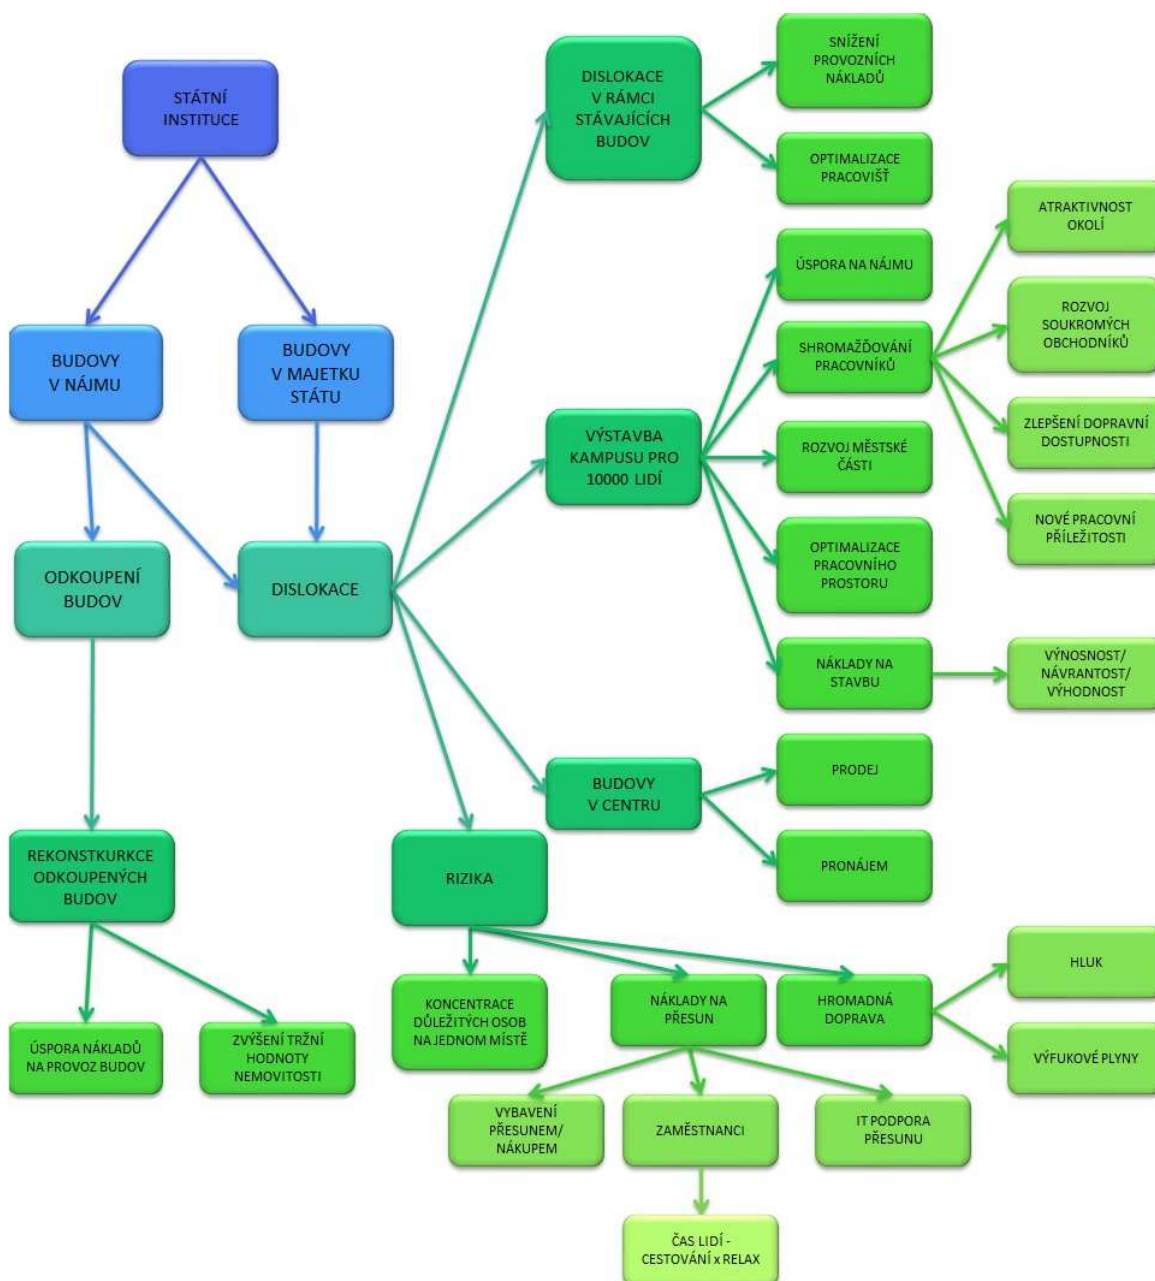 STÁTNÍ
INSTITUCE
BUDOVY
V NÁJMU
BUDOVY
V MAJETKU
STÁTU
ODKOUPENÍ
BUDOV
DISLOKACE
REKONSTKURKCE
ODKOUPENÝCH
BUDOV
ÚSPORA NÁKLADŮ
NA PROVOZ BUDOV
ZVÝŠENÍ TRŽNÍ
HODNOTY
NEMOVITOSTI
DISLOKACE
V RÁMCI
STÁVAJÍCÍCH
BUDOV
SNÍŽENÍ
PROVOZNÍCH
NÁKLADŮ
OPTIMALIZACE
PRACOVIŠŤ
VÝSTAVBA
KAMPUSU PRO
10000 LIDÍ
ÚSPORA NA NÁJMU
SHROMAŽĎOVÁNÍ
PRACOVNÍKŮ
ROZVOJ MĚSTSKÉ
ČÁSTI
OPTIMALIZACE
PRACOVNÍHO
PROSTORU
NÁKLADY NA
STAVBU
ATRAKTIVNOST
OKOLÍ
ROZVOJ
SOUKROMÝCH
OBCHODNÍKŮ
ZLEPŠENÍ DOPRAVNÍ
DOSTUPNOSTI
NOVÉ PRACOVNÍ
PŘÍLEŽITOSTI
VÝNOSNOST/
NÁVRANTOST/
VÝHODNOST
BUDOVY
V CENTRU
PRODEJ
PRONÁJEM
RIZIKA
KONCENTRACE
DŮLEŽITÝCH OSOB
NA JEDNOM MÍSTĚ
NÁKLADY NA
PŘESUN
HROMADNÁ
DOPRAVA
HLUK
VÝFUKOVÉ PLYNY
VYBAVENÍ
PŘESUNEM/
NÁKUPEM
ZAMĚSTNANCI
IT PODPORA
PŘESUNU
ČAS LIDÍ -
CESTOVÁNÍ x RELAX